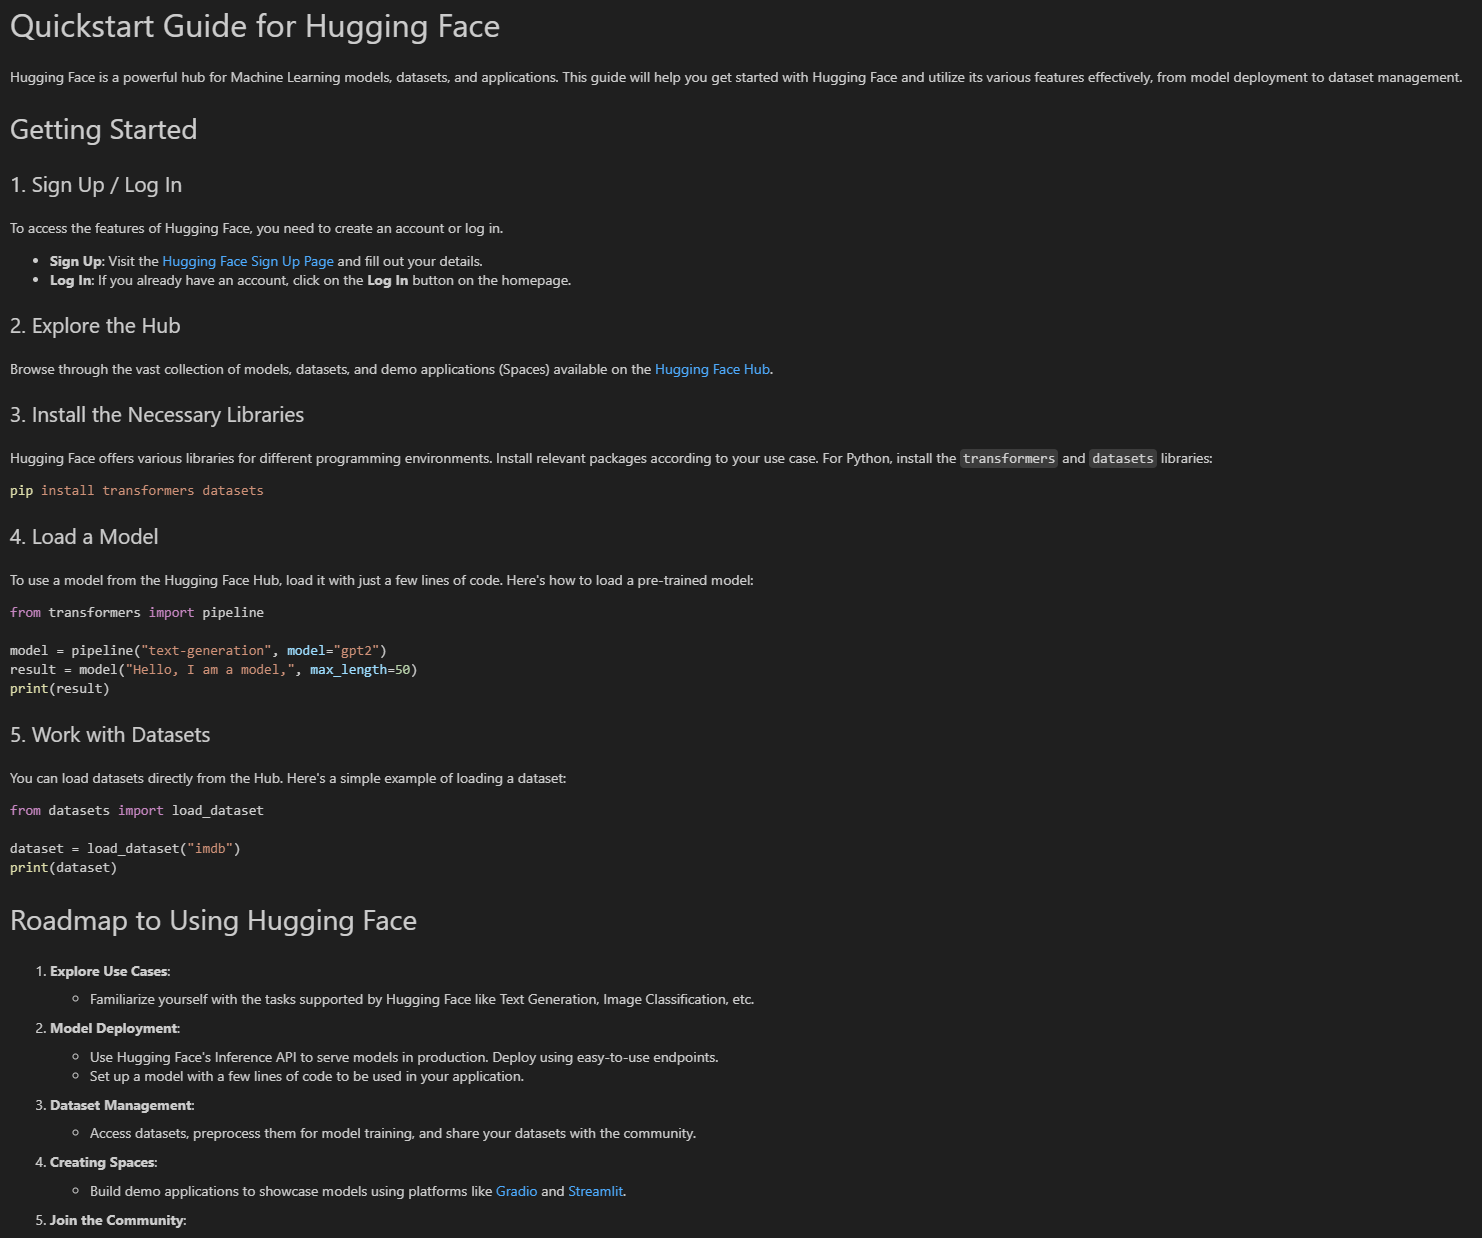 Quickstart Guide for Hugging Face
Hugging Face is a powerful hub for Machine Learning models, datasets, and applications. This guide will help you get started with Hugging Face and utilize its various features effectively, from model deployment to dataset management.
Getting Started
1. Sign Up / Log In
To access the features of Hugging Face, you need to create an account or log in.
• Sign Up: Visit the Hugging Face Sign Up Page and fill out your details.
• Log In: If you already have an account, click on the Log In button on the homepage.
2. Explore the Hub
Browse through the vast collection of models, datasets, and demo applications (Spaces) available on the Hugging Face Hub.
3. Install the Necessary Libraries
Hugging Face offers various libraries for different programming environments. Install relevant packages according to your use case. For Python, install the transformers and datasets libraries:
pip install transformers datasets
4. Load a Model
To use a model from the Hugging Face Hub, load it with just a few lines of code. Here's how to load a pre-trained model:
from transformers import pipeline
model = pipeline("text-generation", model="gpt2")
result = model("Hello, I am a model,", max_length=50)
print(result)
5. Work with Datasets
You can load datasets directly from the Hub. Here's a simple example of loading a dataset:
from datasets import load_dataset
dataset = load_dataset("imdb")
print(dataset)
Roadmap to Using Hugging Face
1. Explore Use Cases:
◦ Familiarize yourself with the tasks supported by Hugging Face like Text Generation, Image Classification, etc.
2. Model Deployment:
◦ Use Hugging Face's Inference API to serve models in production. Deploy using easy-to-use endpoints.
◦ Set up a model with a few lines of code to be used in your application.
3. Dataset Management:
◦ Access datasets, preprocess them for model training, and share your datasets with the community.
4. Creating Spaces:
◦ Build demo applications to showcase models using platforms like Gradio and Streamlit.
5. Join the Community: